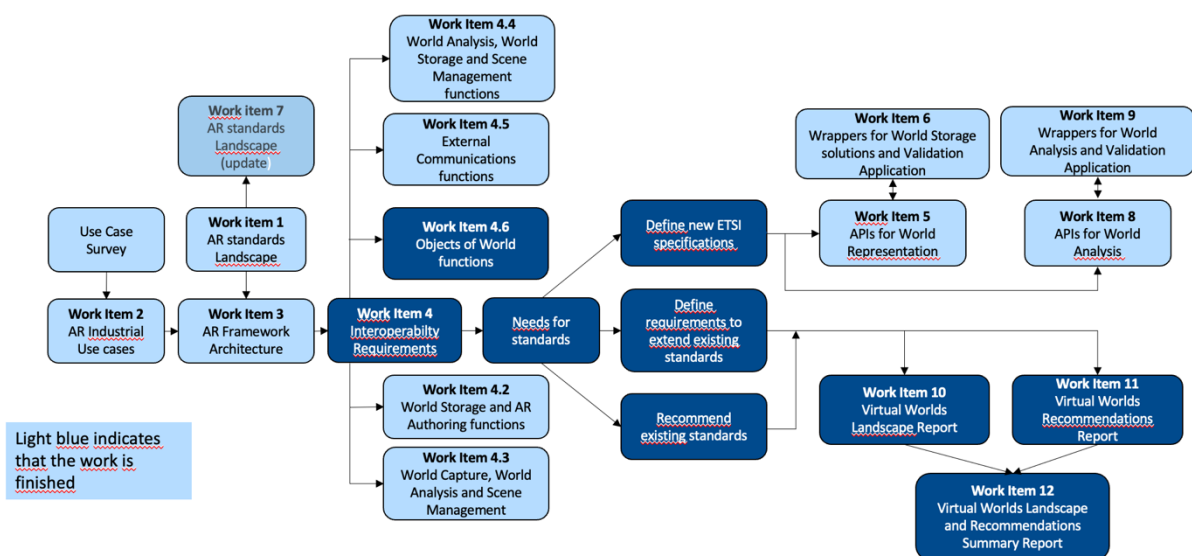 Work Item 4.4
World Analysis, World
Storage and Scene
Management
functions
Work item 7
AR standards
Landscape
(update)
Work Item 4.5
External
Communications
functions
Work Item 6
Wrappers for World Storage
solutions and Validation
Application
Work Item 9
Wrappers for World
Analysis and Validation
Application
Use Case
Survey
Work item 1
AR standards
Landscape
Work Item 4.6
Objects of World
functions
Define new ETSI
specifications
Work Item 5
APIs for World
Representation
Work Item 8
APIs for World
Analysis
Work Item 2
AR Industrial
Use cases
Work Item 3
AR Framework
Architecture
Work Item 4
Interoperabilty
Requirements
Needs for
standards
Define
requirements to
extend existing
standards
Work Item 4.2
World Storage and AR
Authoring functions
Recommend
existing standards
Work Item 10
Virtual Worlds
Landscape Report
Work Item 11
Virtual Worlds
Recommendations
Report
Light blue indicates
that the work is
finished
Work Item 4.3
World Capture, World
Analysis and Scene
Management
Work Item 12
Virtual Worlds Landscape
and Recommendations
Summary Report